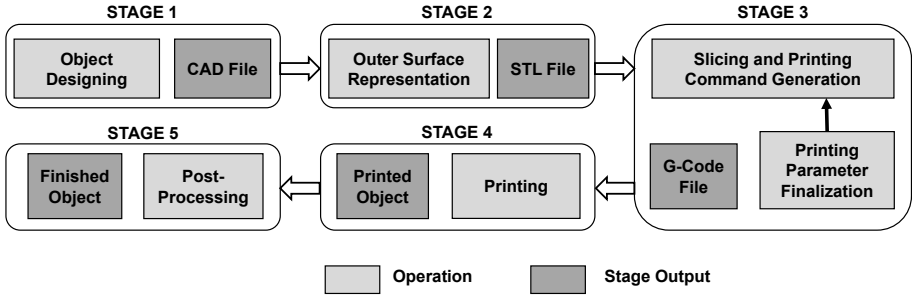 STAGE 1
Object
Designing
CAD File
STAGE 2
Outer Surface
Representation
STL File
STAGE 3
Slicing and Printing
Command Generation
Printing
Parameter
Finalization
G-Code
File
STAGE 4
Printing
Printed
Object
STAGE 5
Post-
Processing
Finished
Object
Operation
Stage Output